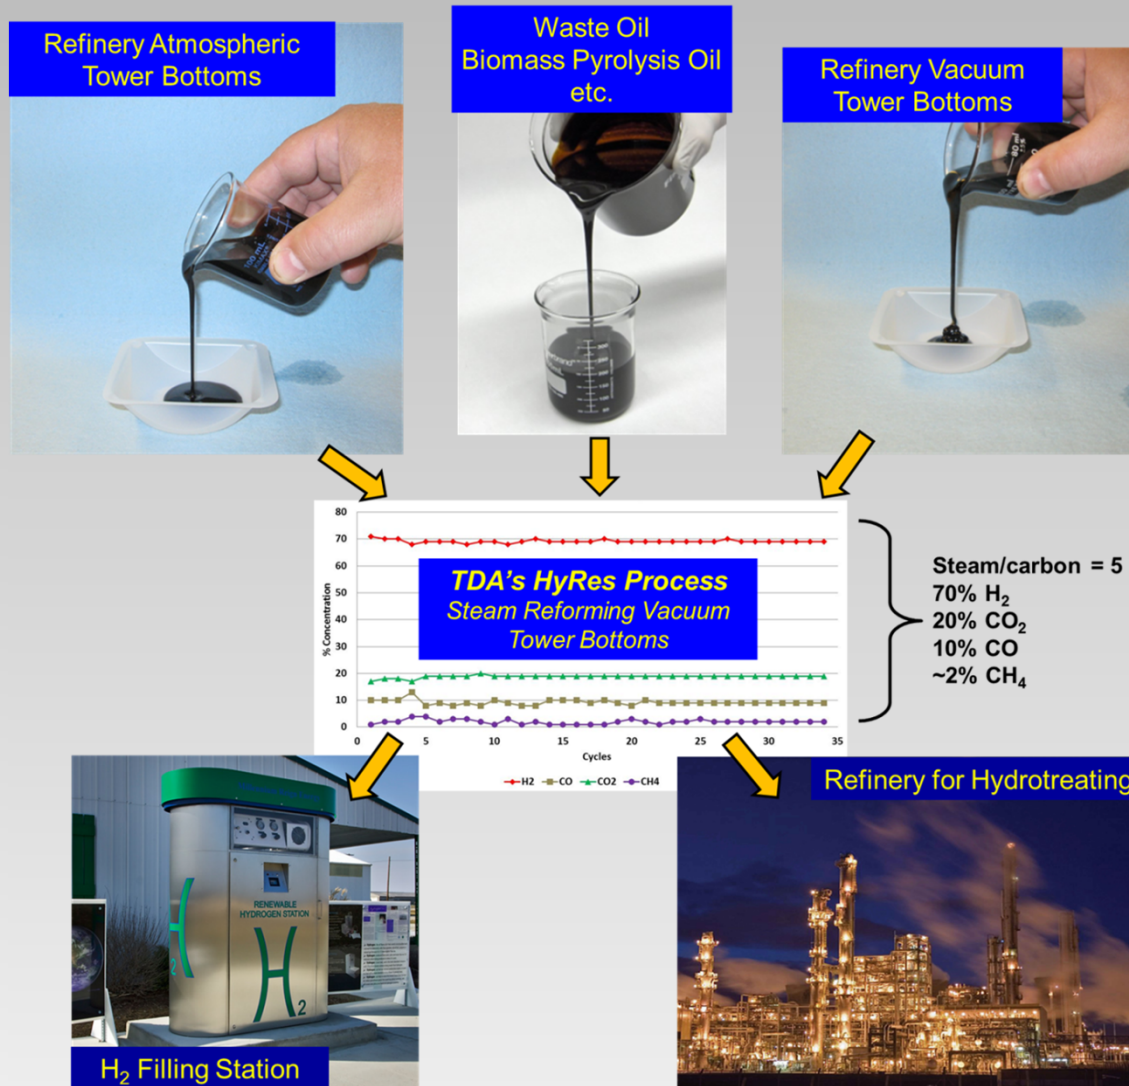 Refinery Atmospheric
Tower Bottoms
Waste Oil
Biomass Pyrolysis Oil
etc.
Refinery Vacuum
Tower Bottoms
80
70
60
50
40
30
20
10
0
% Concentration
TDA's HyRes Process
Steam Reforming Vacuum
Tower Bottoms
0 5 10 15 20 25 30 35
Cycles
H2 CO CO2 CH4
Steam/carbon = 5
70% H₂
20% CO₂
10% CO
~2% CH₄
RENEWABLE
HYDROGEN STATION
H₂
H₂
H₂ Filling Station
Refinery for Hydrotreating